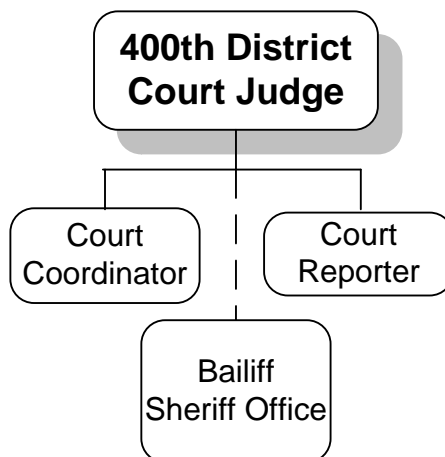 400th District
Court Judge
Court
Coordinator
Court
Reporter
Bailiff
Sheriff Office